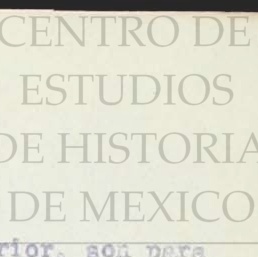 CENTRO DE
ESTUDIOS
DE HISTORIA
DE MEXICO
rior, son para